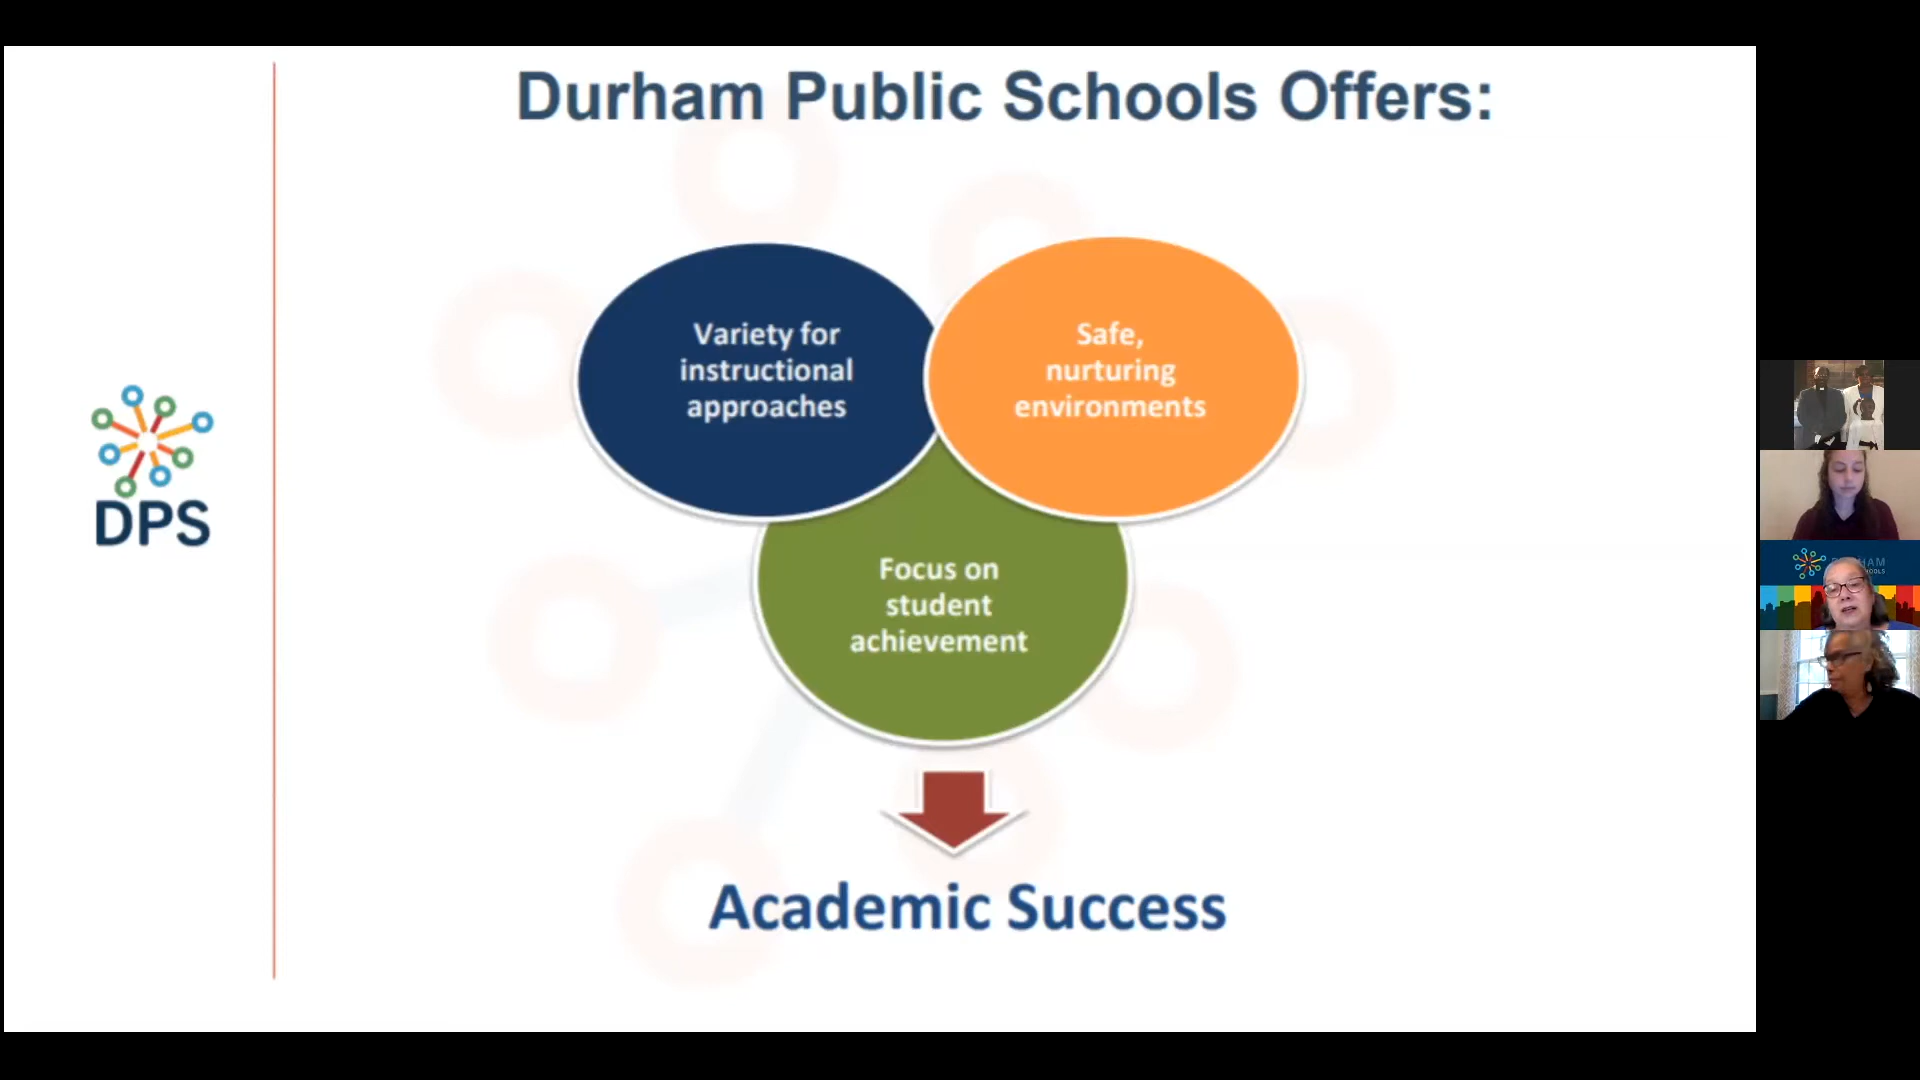 Durham Public Schools Offers:
Variety for
instructional
approaches
Safe,
nurturing
environments
Focus on
student
achievement
Academic Success
DPS